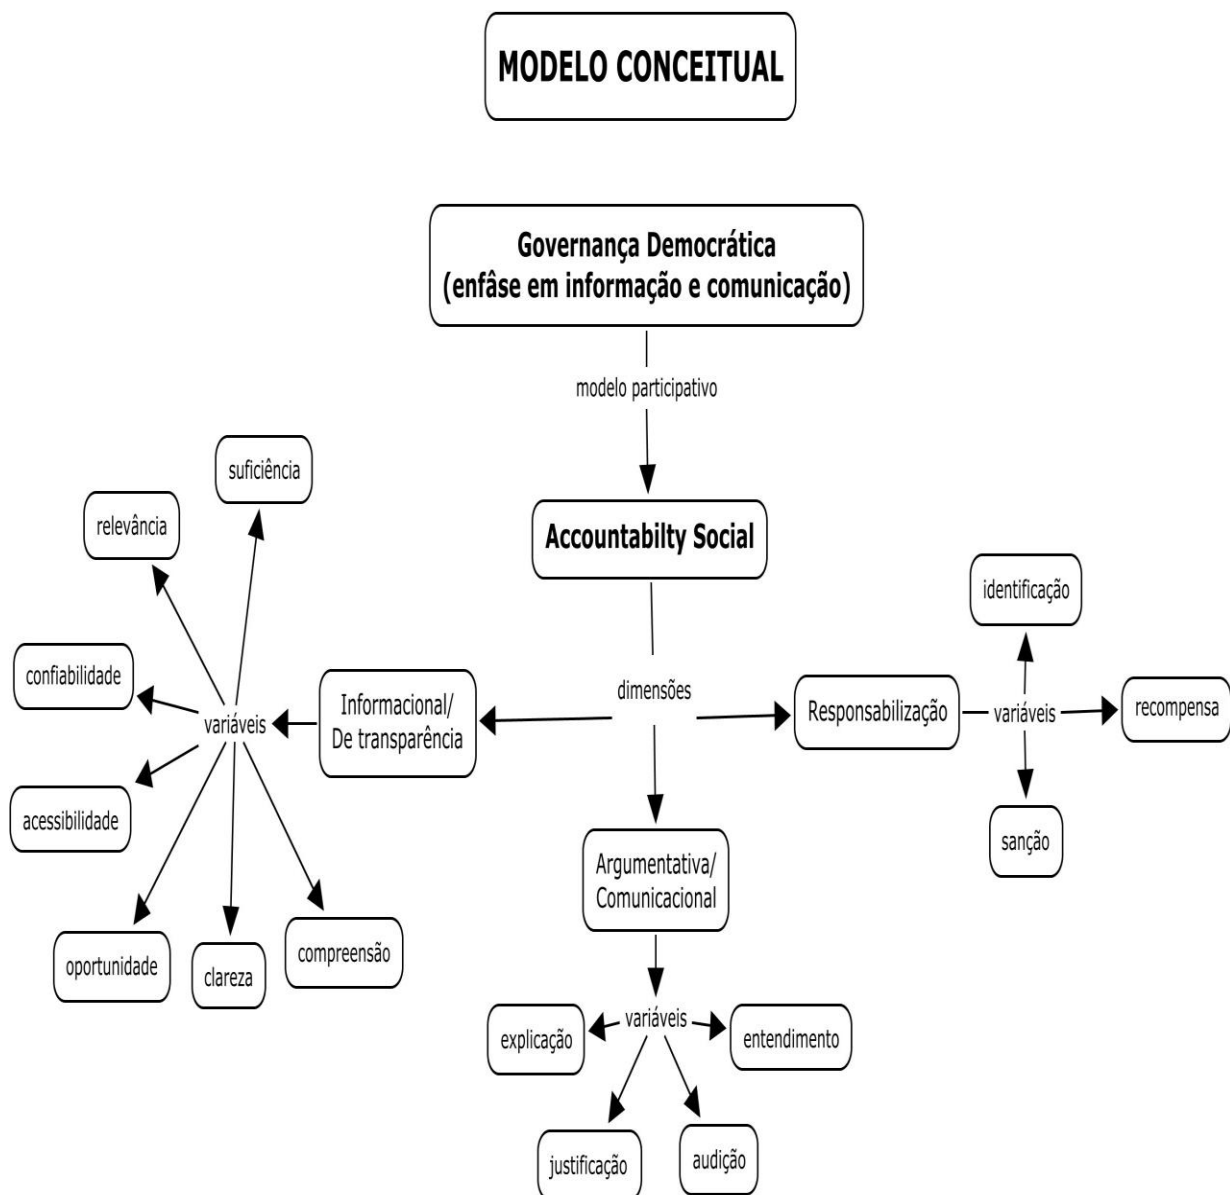 MODELO CONCEITUAL
Governança Democrática
(enfâse em informação e comunicação)
modelo participativo
suficiência
relevância
Accountabilty Social
identificação
confiabilidade
Informacional/
De transparência
dimensões
Responsabilização
variáveis
recompensa
variáveis
acessibilidade
sanção
Argumentativa/
Comunicacional
oportunidade
clareza
compreensão
variáveis
explicação
entendimento
justificação
audição